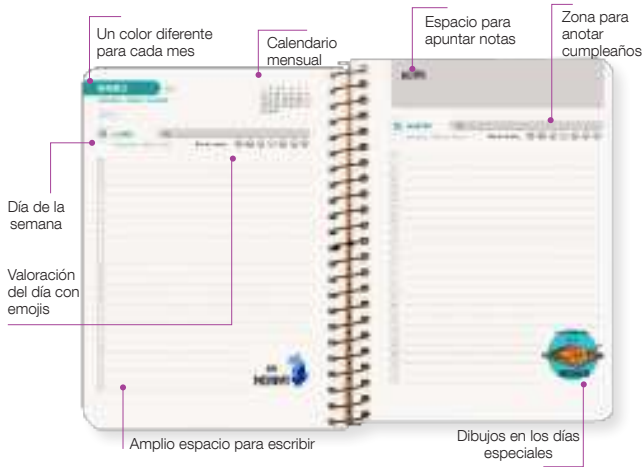 Un color diferente
para cada mes
Calendario
mensual
Espacio para
apuntar notas
Zona para
anotar
cumpleaños
Día de la
semana
Valoración
del día con
emojis
Amplio espacio para escribir
Dibujos en los días
especiales